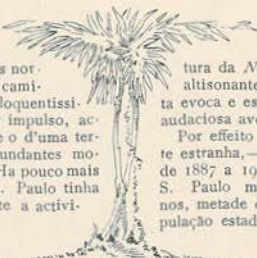 s nor-
cami-
loquentissi-
impulso, ac-
e o d'uma ter-
undantes mo-
Ha pouco mais
. Paulo tinha
te a activi-
tura da M
altisonante
ta evoca e es
audaciosa ave
Por effeito
te estranha,—
de 1887 a 19
S. Paulo m
nos, metade
pulação estad